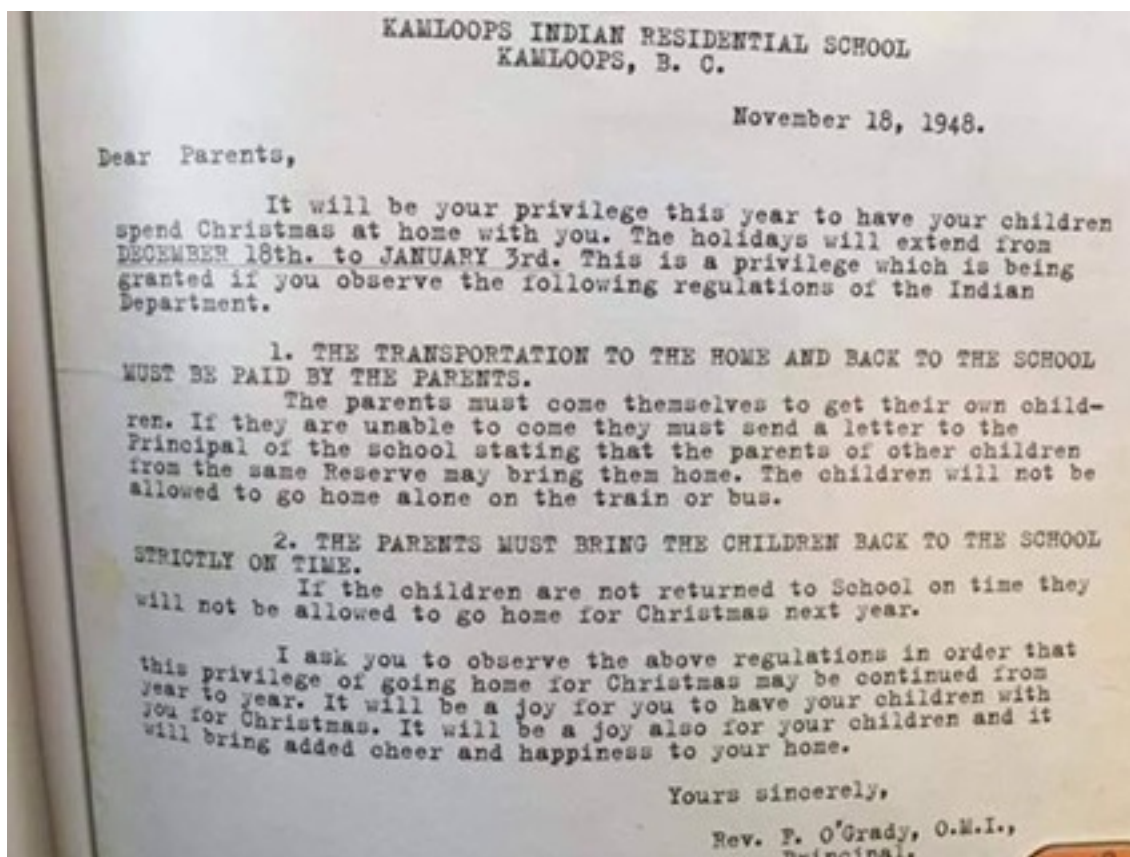 KAMLOOPS INDIAN RESIDENTIAL SCHOOL
KAMLOOPS, B. C.
November 18, 1948.
Dear Parents,
It will be your privilege this year to have your children
spend Christmas at home with you. The holidays will extend from
DECEMBER 18th. to JANUARY 3rd. This is a privilege which is being
granted if you observe the following regulations of the Indian
Department.
1. THE TRANSPORTATION TO THE HOME AND BACK TO THE SCHOOL
MUST BE PAID BY THE PARENTS.
The parents must come themselves to get their own child-
ren. If they are unable to come they must send a letter to the
Principal of the school stating that the parents of other children
from the same Reserve may bring them home. The children will not be
allowed to go home alone on the train or bus.
2. THE PARENTS MUST BRING THE CHILDREN BACK TO THE SCHOOL
STRICTLY ON TIME.
If the children are not returned to School on time they
will not be allowed to go home for Christmas next year.
I ask you to observe the above regulations in order that
this privilege of going home for Christmas may be continued from
year to year. It will be a joy for you to have your children with
you for Christmas. It will be a joy also for your children and it
will bring added cheer and happiness to your home.
Yours sincerely,
Rev. F. O'Grady, O.M.I.,
Principal.